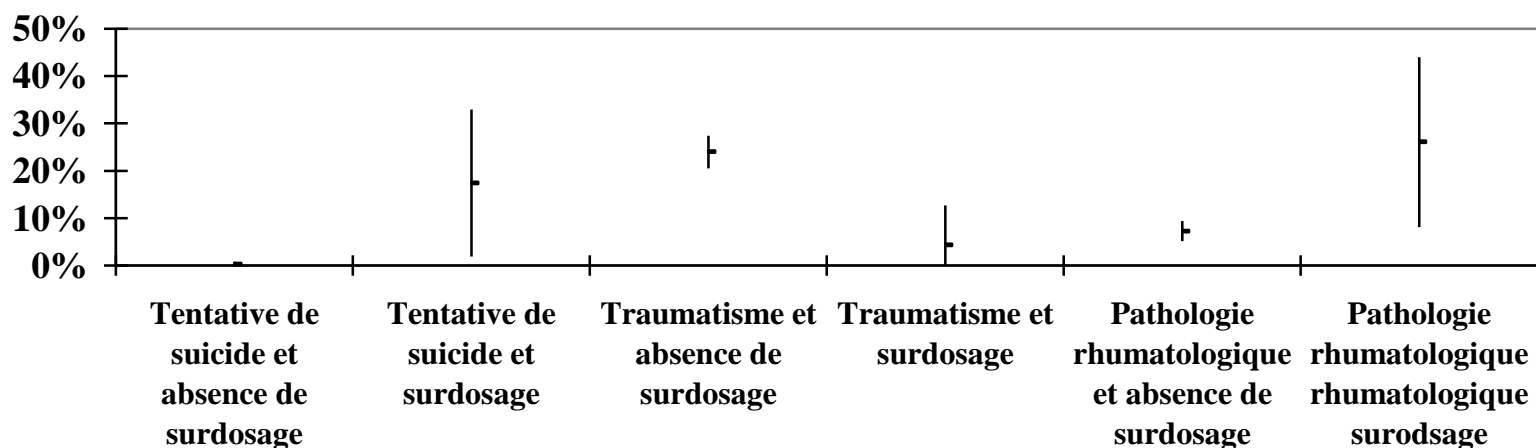 50%
40%
30%
20%
10%
0%
Tentative de
suicide et
absence de
surdosage
Tentative de
suicide et
surdosage
Traumatisme et
absence de
surdosage
Traumatisme et
surdosage
Pathologie
rhumatologique
et absence de
surdosage
Pathologie
rhumatologique
rhumatologique
surodsage